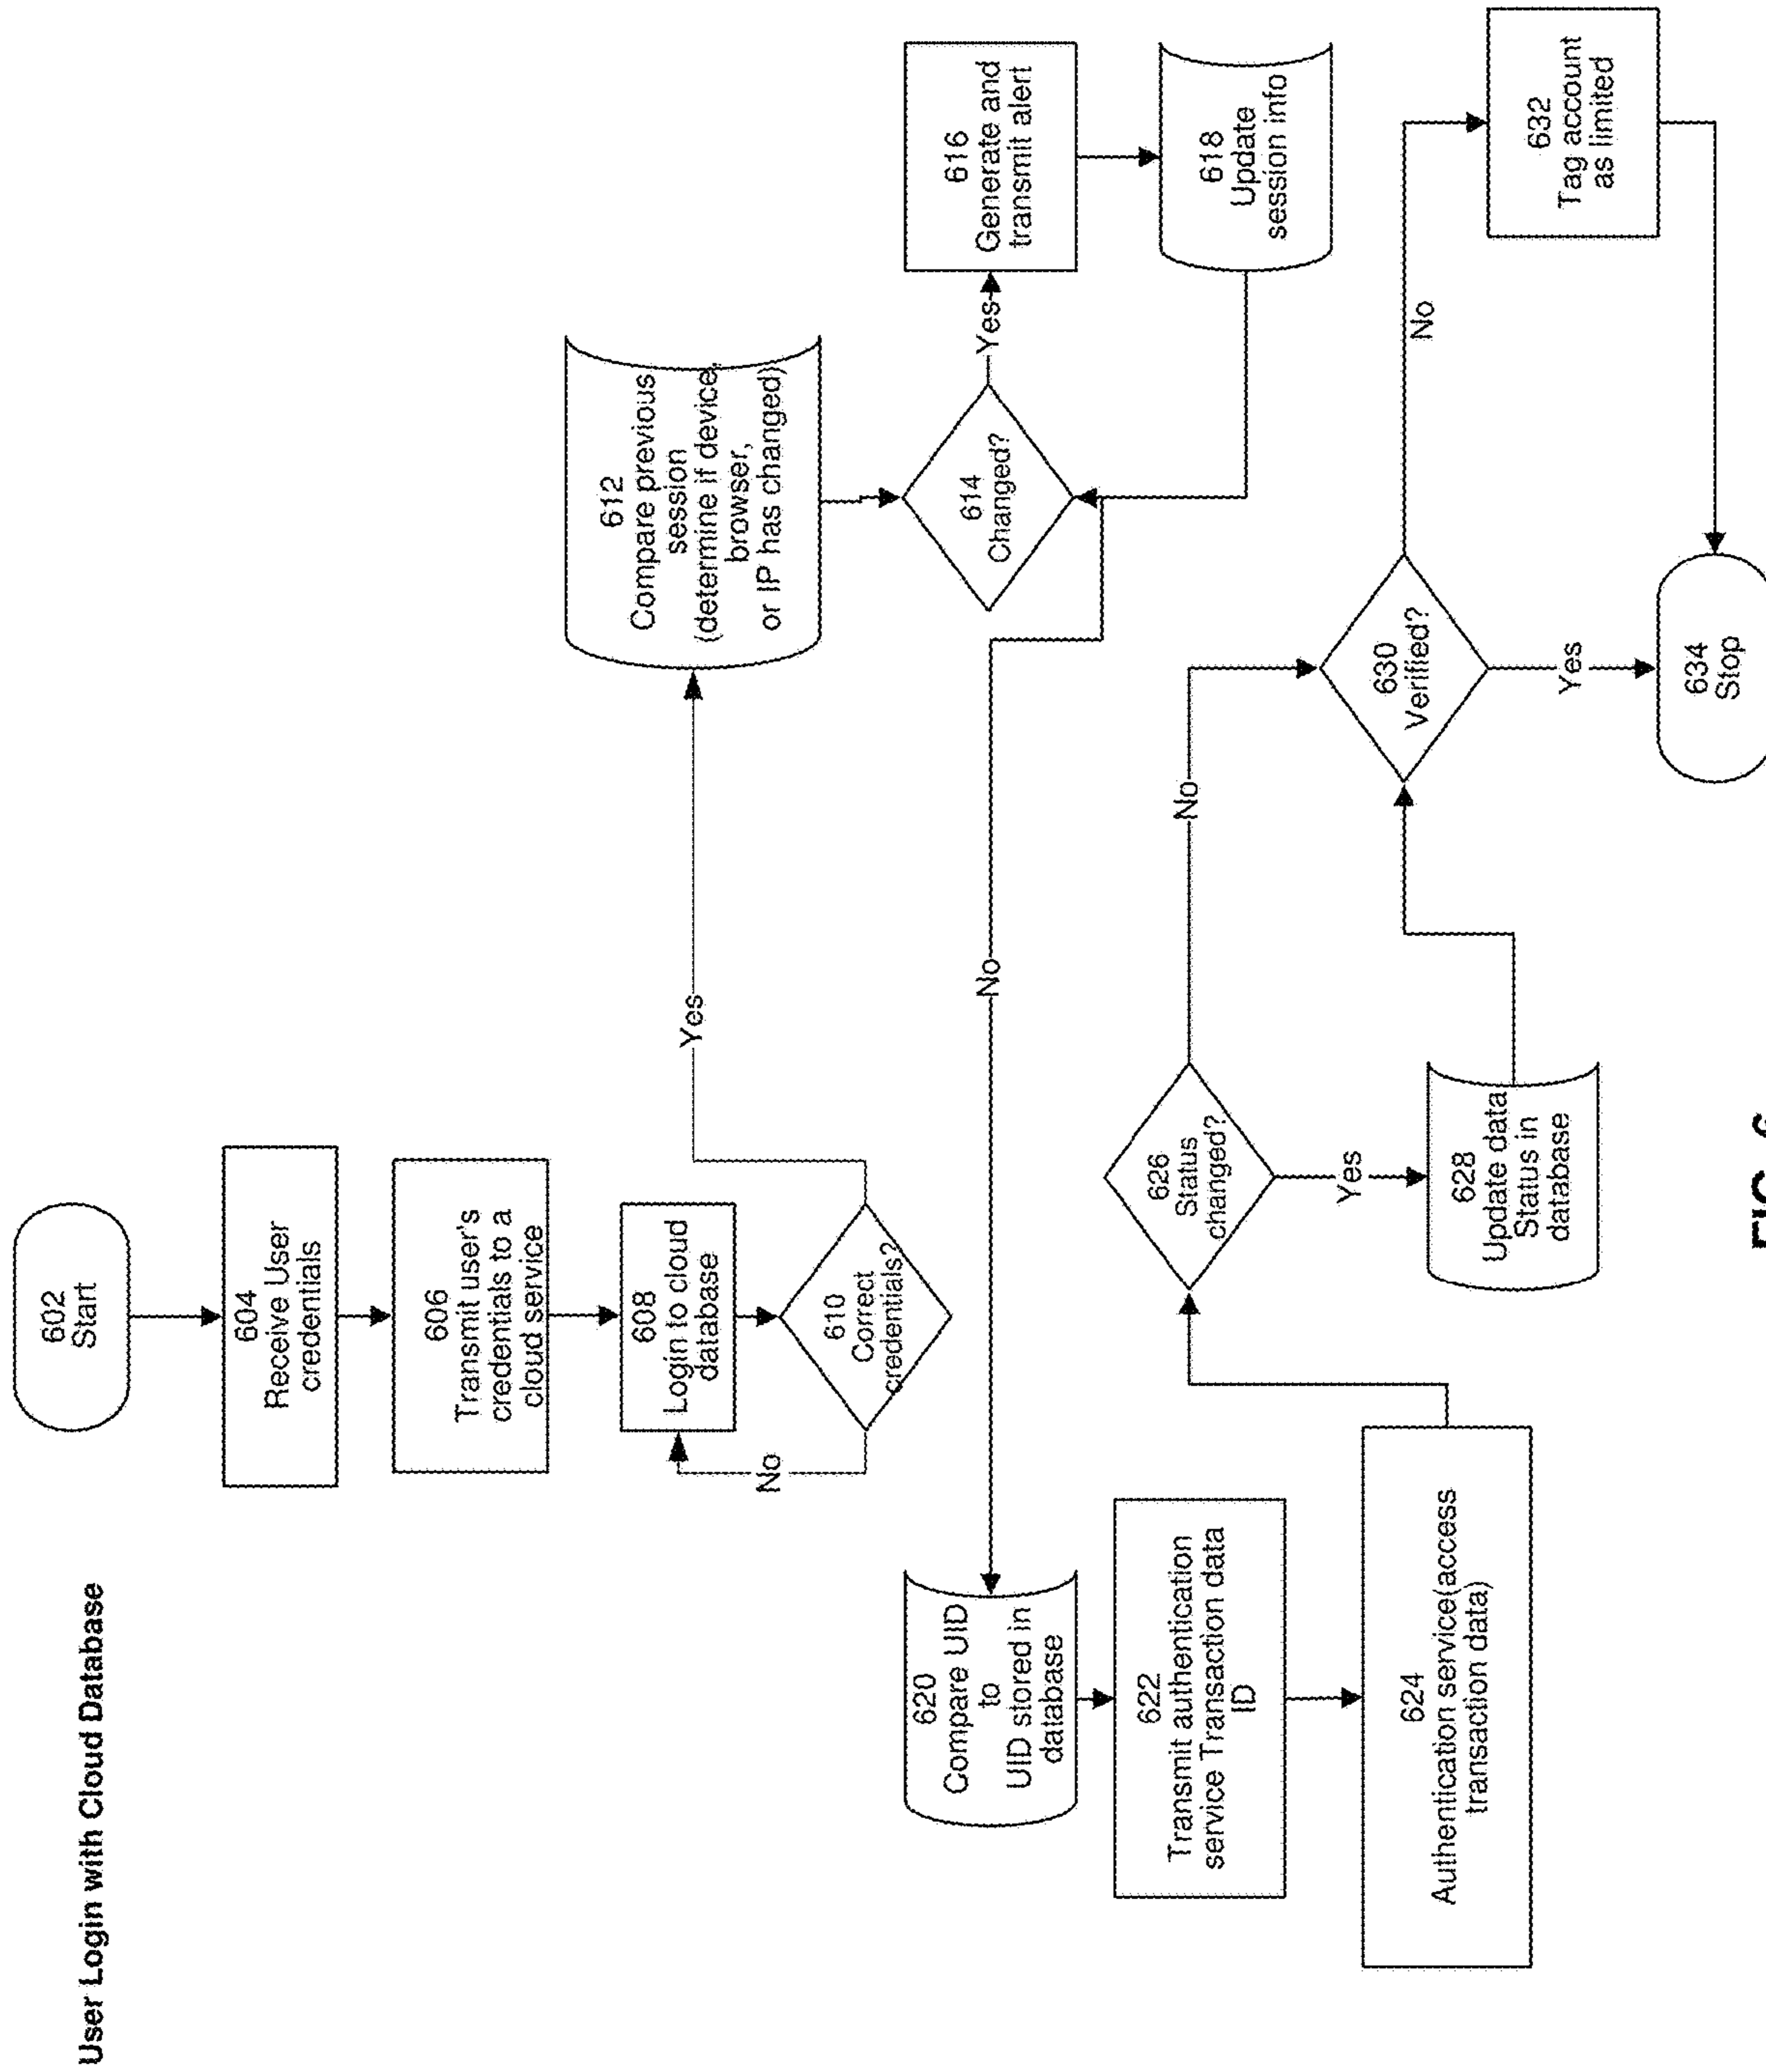 User Login with Cloud Database
602
Start
604
Receive User
credentials
606
Transmit user's
credentials to a
cloud service
608
Login to cloud
database
610
Correct
credentials?
No
Yes
612
Compare previous
session
(determine if device,
browser,
or IP has changed)
614
Changed?
Yes
616
Generate and
transmit alert
618
Update
session info
No
620
Compare UID
to
UID stored in
database
622
Transmit authentication
service Transaction data
ID
624
Authentication service(access
transaction data)
626
Status
changed?
No
Yes
628
Update data
Status in
database
630
Verified?
No
Yes
632
Tag account
as limited
634
Stop